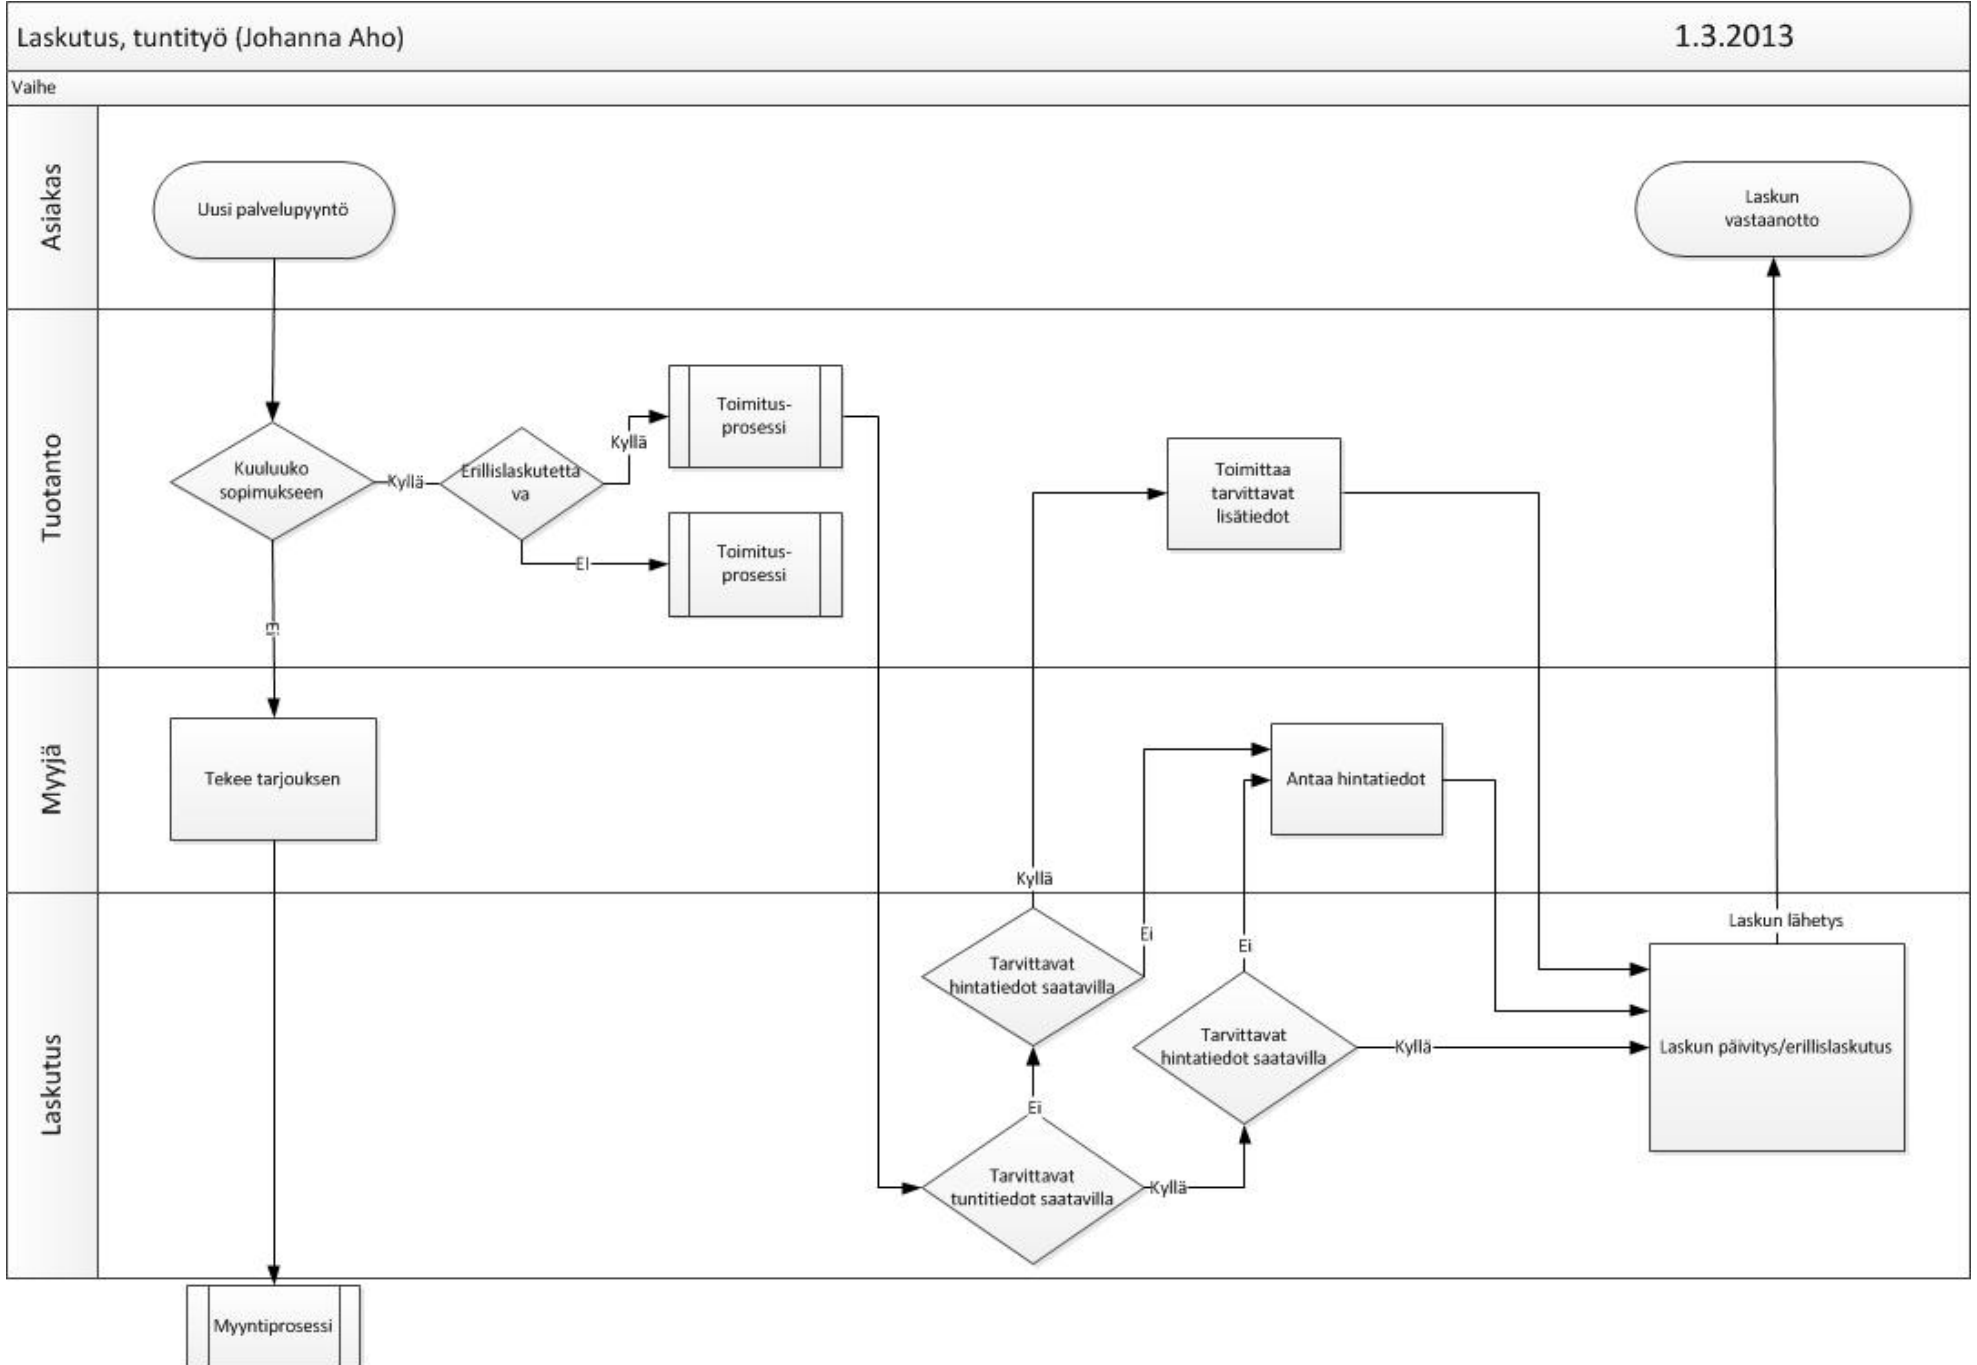 Laskutus, tuntityö (Johanna Aho)
1.3.2013
Vaihe
Asiakas
Uusi palvelupyyntö
Laskun
vastaanotto
Tuotanto
Kuuluuko
sopimukseen
Kyllä
Erillislaskutetta
va
Kyllä
Toimitus-
prosessi
EI
Toimitus-
prosessi
Ei
Toimittaa
tarvittavat
lisätiedot
Myyjä
Tekee tarjouksen
Antaa hintatiedot
Kyllä
Laskutus
Ei
Ei
Laskun lähetys
Tarvittavat
hintatiedot saatavilla
Tarvittavat
hintatiedot saatavilla
Kyllä
Laskun päivitys/erillislaskutus
Ei
Tarvittavat
tuntitiedot saatavilla
Kyllä
Myyntiprosessi